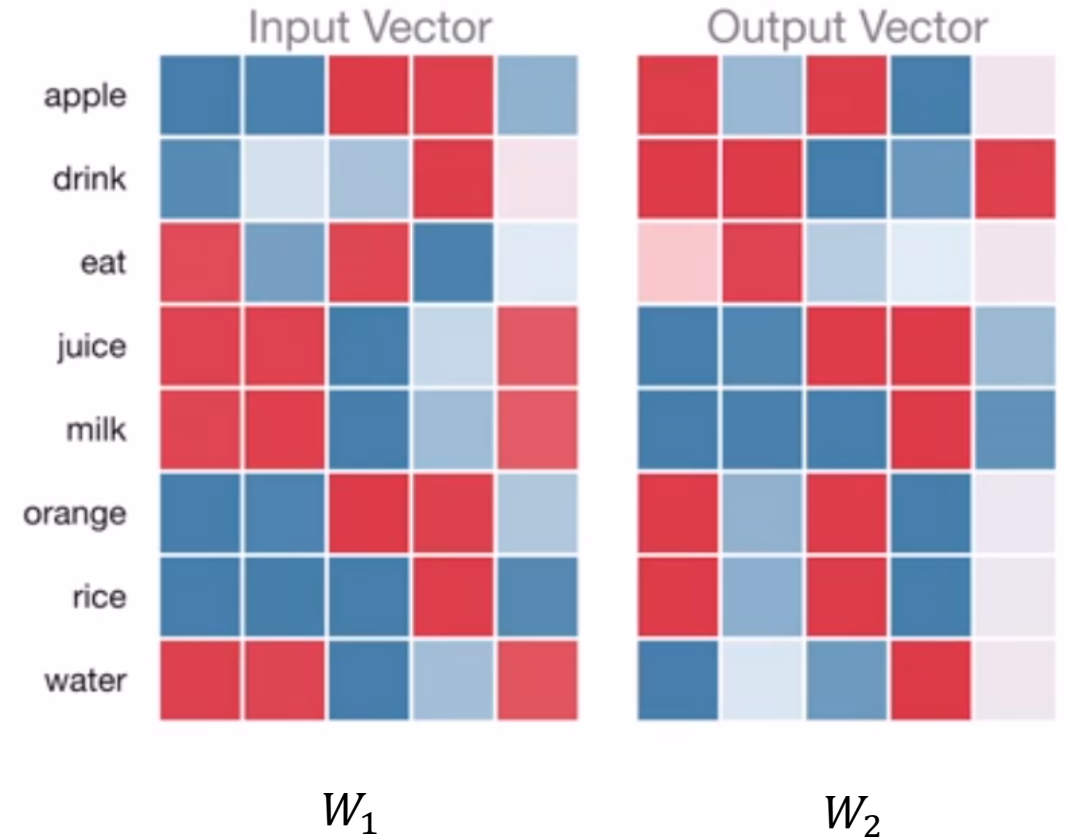 Input Vector Output Vector
apple
drink
eat
juice
milk
orange
rice
water
W₁ W₂